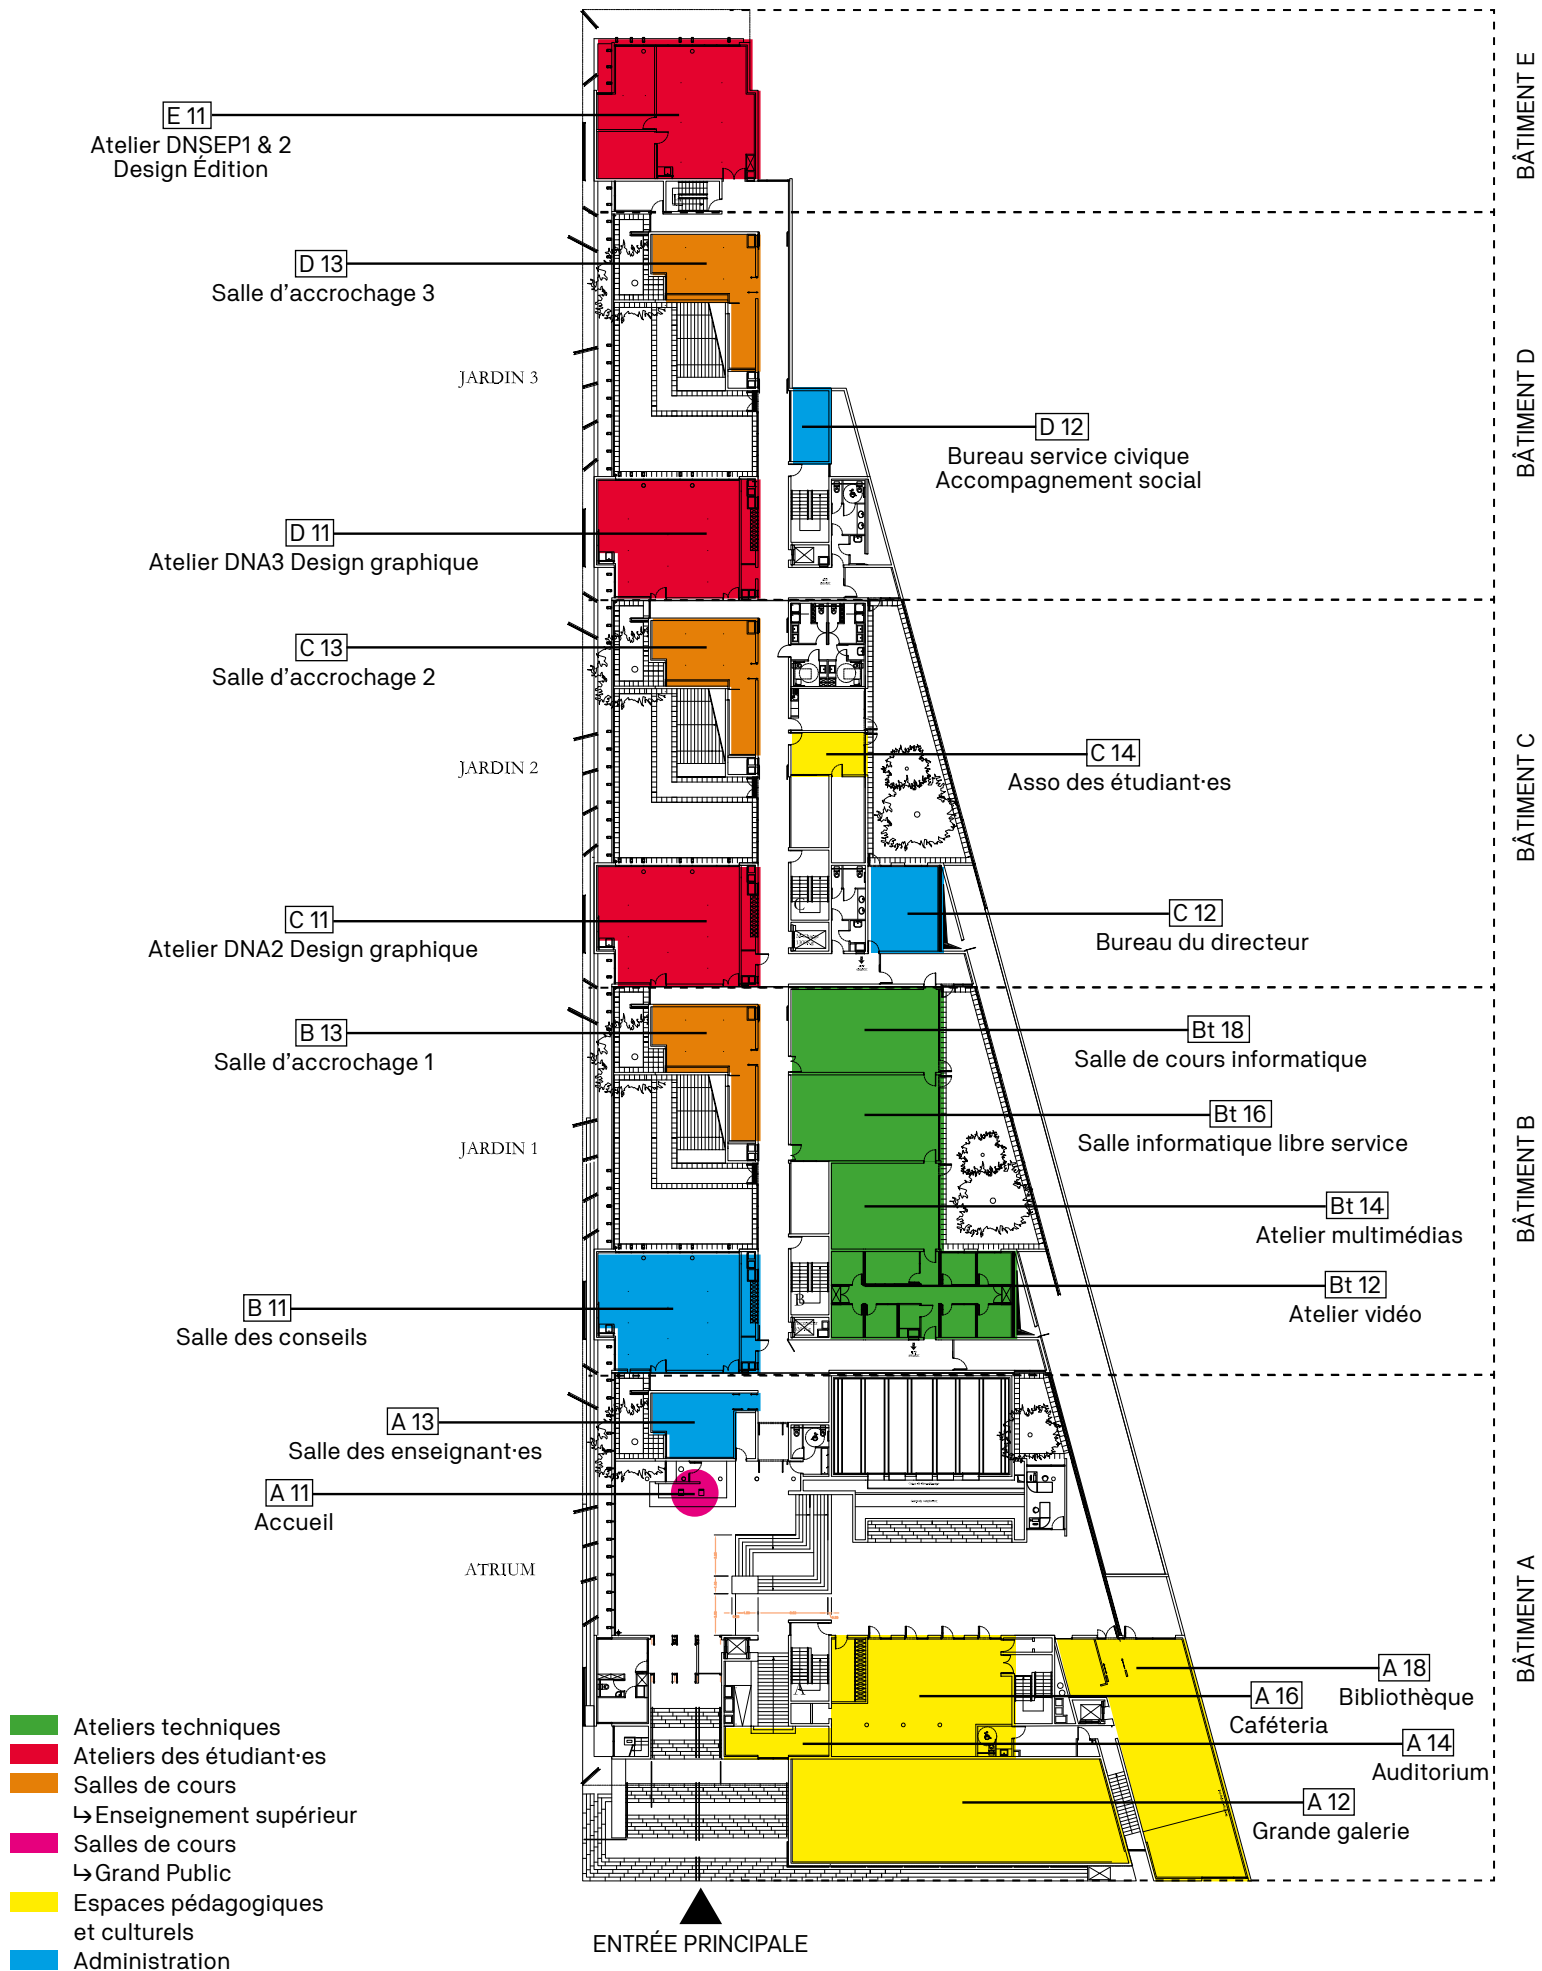 BÂTIMENT E
E 11
Atelier DNSEP1 & 2
Design Édition
D 13
Salle d’accrochage 3
JARDIN 3
BÂTIMENT D
D 12
Bureau service civique
Accompagnement social
D 11
Atelier DNA3 Design graphique
C 13
Salle d’accrochage 2
JARDIN 2
BÂTIMENT C
C 14
Asso des étudiant·es
C 11
Atelier DNA2 Design graphique
C
C 12
Bureau du directeur
B 13
Salle d’accrochage 1
Bt 18
Salle de cours informatique
Bt 16
Salle informatique libre service
JARDIN 1
BÂTIMENT B
Bt 14
Atelier multimédias
Bt 12
Atelier vidéo
B
B 11
Salle des conseils
A 13
Salle des enseignant·es
A 11
Accueil
ATRIUM
BÂTIMENT A
A
A 18
Bibliothèque
A 16
Caféteria
A 14
Auditorium
A 12
Grande galerie
Ateliers techniques
Ateliers des étudiant·es
Salles de cours
↳Enseignement supérieur
Salles de cours
↳Grand Public
Espaces pédagogiques
et culturels
Administration
ENTRÉE PRINCIPALE